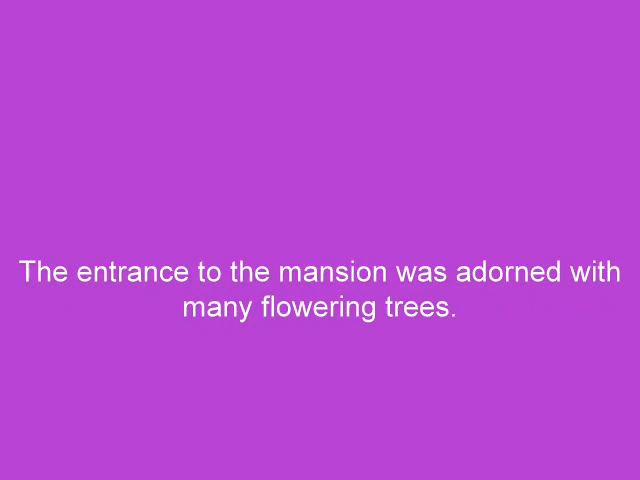 The entrance to the mansion was adorned with
many flowering trees.